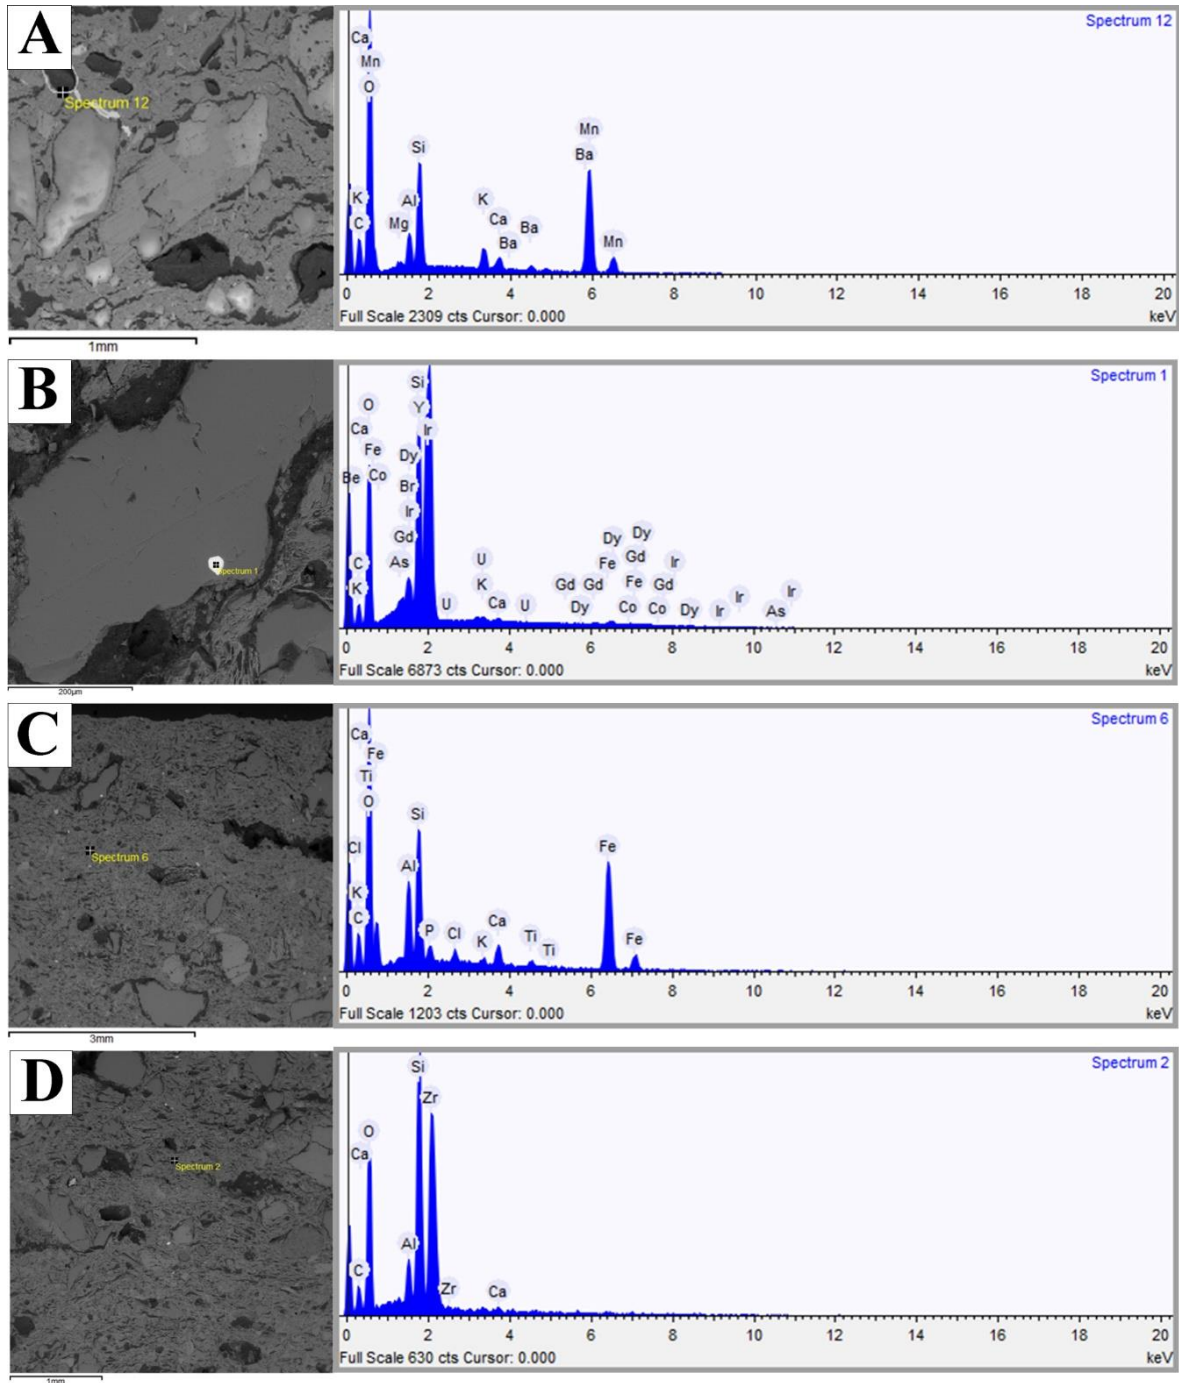 A
Spectrum 12
1mm
Spectrum 12
Ca
Mn
O
K
C
Mg
Al
Si
K
Ca
Ba
Ba
Mn
Ba
Mn
0 2 4 6 8 10 12 14 16 18 20
Full Scale 2309 cts Cursor: 0.000 keV
B
Spectrum 1
200µm
Spectrum 1
Si
O
Y
Ca
Ir
Fe
Dy
Be
Co
Br
Ir
Gd
C
As
K
U
U
K
Ca
U
Gd
Dy
Gd
Dy
Fe
Dy
Gd
Fe
Co
Ir
Gd
Co
Dy
Ir
Ir
As
Ir
0 2 4 6 8 10 12 14 16 18 20
Full Scale 6873 cts Cursor: 0.000 keV
C
Spectrum 6
3mm
Spectrum 6
Ca
Fe
Ti
O
Cl
K
C
Al
Si
P
Cl
K
Ca
Ti
Ti
Fe
Fe
0 2 4 6 8 10 12 14 16 18 20
Full Scale 1203 cts Cursor: 0.000 keV
D
Spectrum 2
1mm
Spectrum 2
Si
Zr
O
Ca
Al
C
Zr
Ca
0 2 4 6 8 10 12 14 16 18 20
Full Scale 630 cts Cursor: 0.000 keV